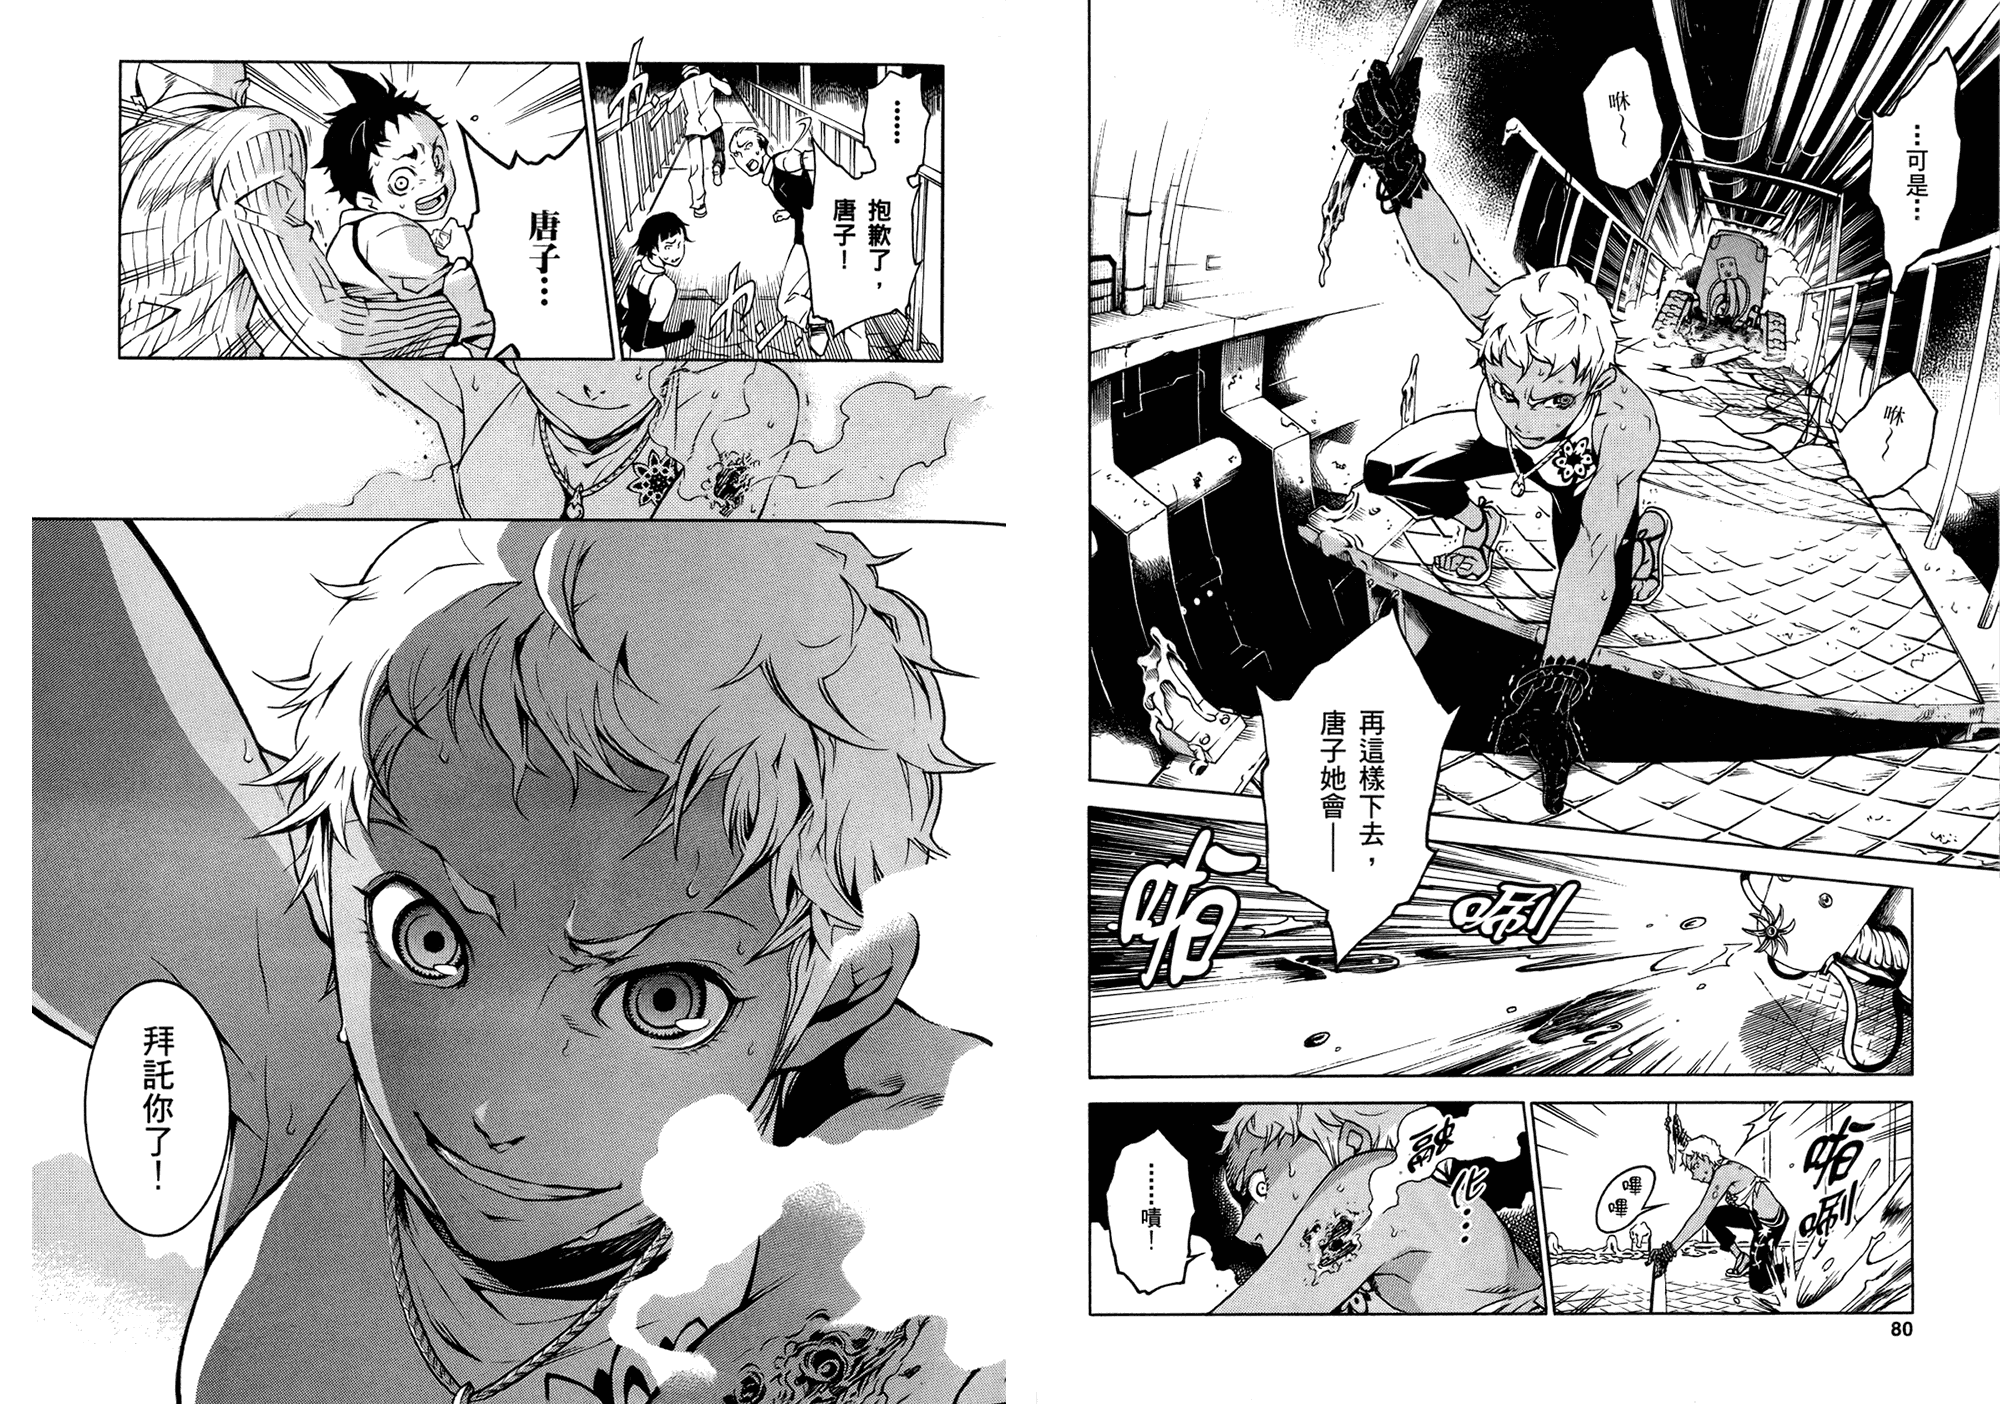 …可是…
咻～
咻～
再這樣下去，
唐子她會——
唰
啪
啪
唰
嗶
嗶
融
化…
……嘖！
80
……
抱歉了，
唐子！
唐子…
拜託你了！